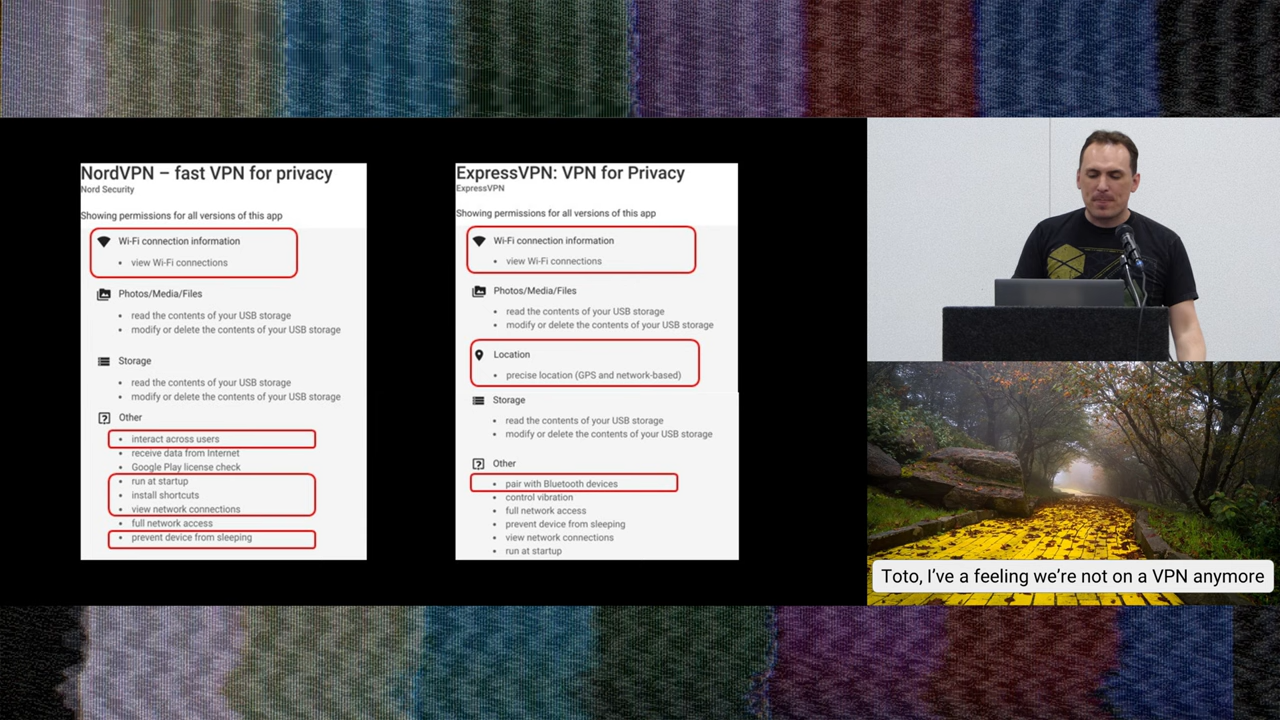 NordVPN – fast VPN for privacy
Nord Security
Showing permissions for all versions of this app
Wi-Fi connection information
• view Wi-Fi connections
Photos/Media/Files
• read the contents of your USB storage
• modify or delete the contents of your USB storage
Storage
• read the contents of your USB storage
• modify or delete the contents of your USB storage
Other
• interact across users
• receive data from Internet
• Google Play license check
• run at startup
• install shortcuts
• view network connections
• full network access
• prevent device from sleeping
ExpressVPN: VPN for Privacy
ExpressVPN
Showing permissions for all versions of this app
Wi-Fi connection information
• view Wi-Fi connections
Photos/Media/Files
• read the contents of your USB storage
• modify or delete the contents of your USB storage
Location
• precise location (GPS and network-based)
Storage
• read the contents of your USB storage
• modify or delete the contents of your USB storage
Other
• pair with Bluetooth devices
• control vibration
• full network access
• prevent device from sleeping
• view network connections
• run at startup
Toto, I’ve a feeling we’re not on a VPN anymore